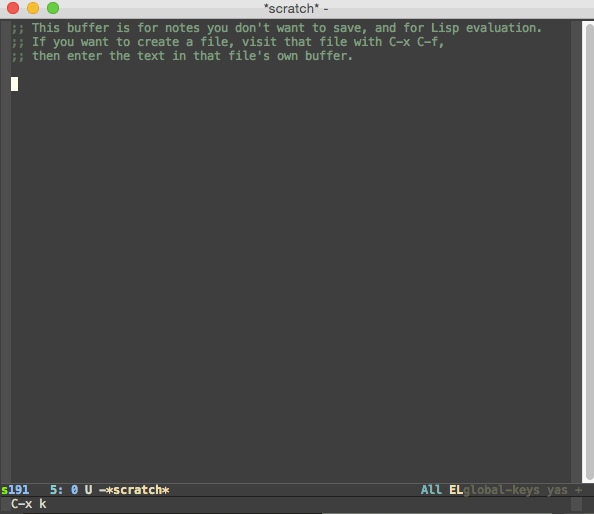 *scratch* -
;; This buffer is for notes you don't want to save, and for Lisp evaluation.
;; If you want to create a file, visit that file with C-x C-f,
;; then enter the text in that file's own buffer.
s191 5: 0 U -*scratch* All ELglobal-keys yas +
C-x k